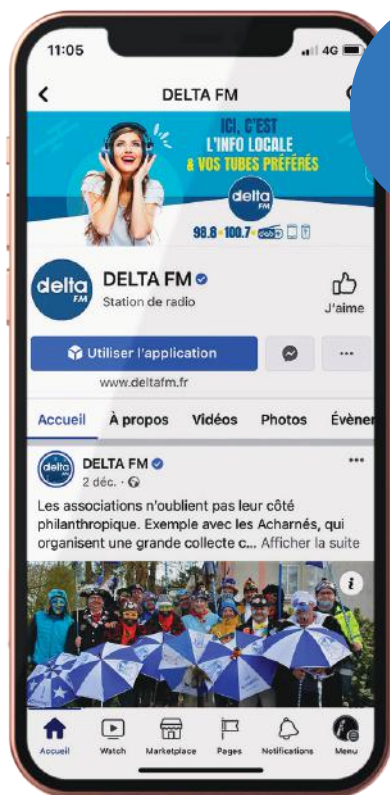 11:05
4G
DELTA FM
ICI, C'EST
L'INFO LOCALE
& VOS TUBES PRÉFÉRÉS
delta
FM
98.8 - 100.7 - dab+
delta
FM
DELTA FM
Station de radio
J'aime
Utiliser l'application
www.deltafm.fr
Accueil À propos Vidéos Photos Évène
delta
DELTA FM
2 déc. ·
Les associations n'oublient pas leur côté
philanthropique. Exemple avec les Acharnés, qui
organisent une grande collecte c... Afficher la suite
Accueil Watch Marketplace Pages Notifications Menu